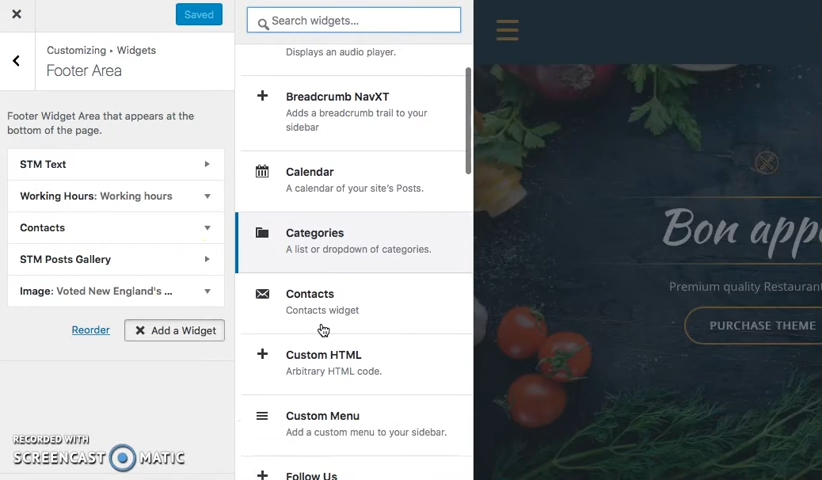 Saved
Customizing • Widgets
Footer Area
Footer Widget Area that appears at the
bottom of the page.
STM Text
Working Hours: Working hours
Contacts
STM Posts Gallery
Image: Voted New England's ...
Reorder
Add a Widget
RECORDED WITH
SCREENCAST MATIC
Search widgets...
Displays an audio player.
Breadcrumb NavXT
Adds a breadcrumb trail to your
sidebar
Calendar
A calendar of your site's Posts.
Categories
A list or dropdown of categories.
Contacts
Contacts widget
Custom HTML
Arbitrary HTML code.
Custom Menu
Add a custom menu to your sidebar.
Follow Us
Bon app
Premium quality Restaurant
PURCHASE THEME